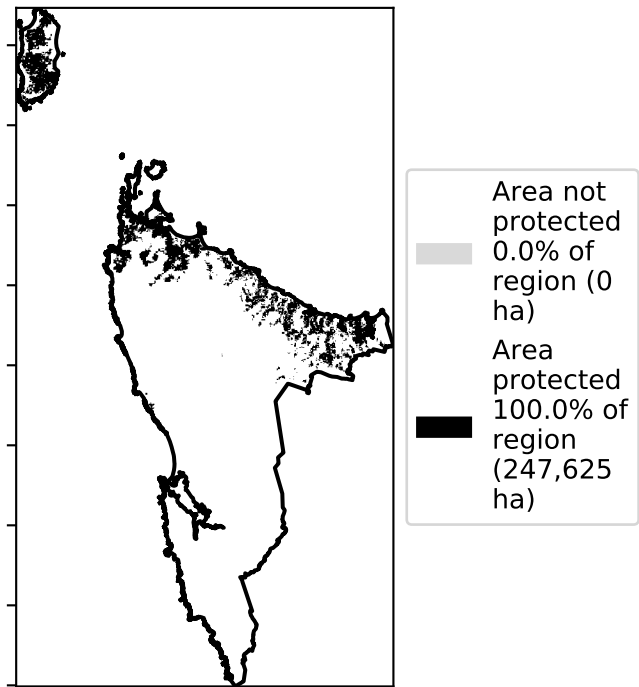 Area not
protected
0.0% of
region (0
ha)
Area
protected
100.0% of
region
(247,625
ha)